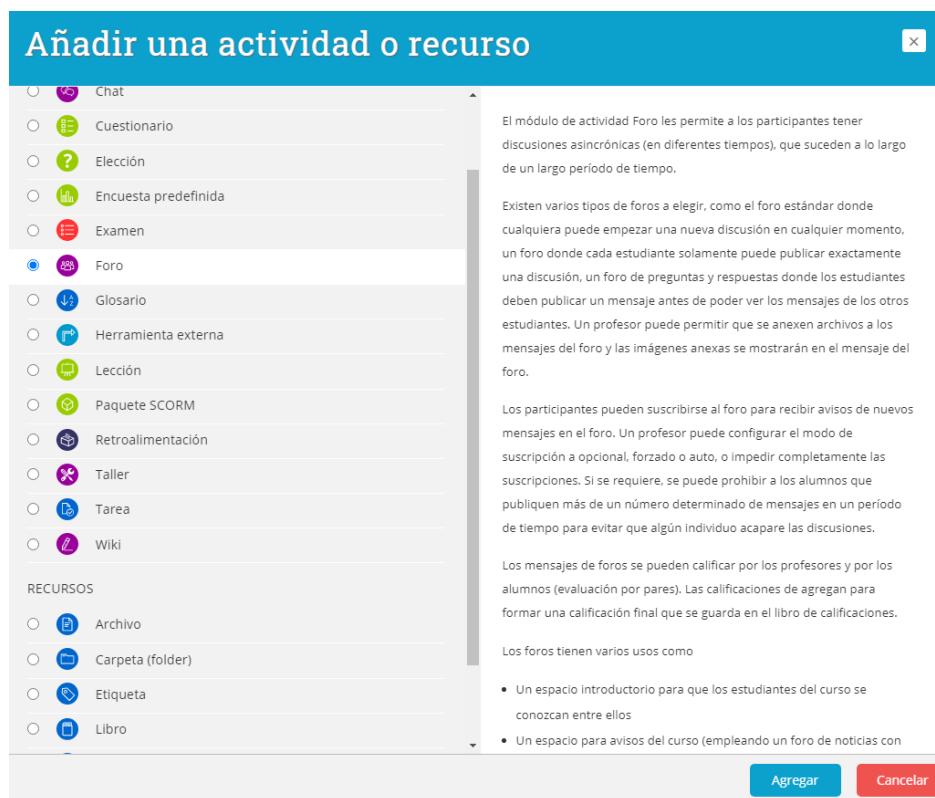 Añadir una actividad o recurso
Chat
Cuestionario
Elección
Encuesta predefinida
Examen
Foro
Glosario
Herramienta externa
Lección
Paquete SCORM
Retroalimentación
Taller
Tarea
Wiki
RECURSOS
Archivo
Carpeta (folder)
Etiqueta
Libro
El módulo de actividad Foro les permite a los participantes tener
discusiones asincrónicas (en diferentes tiempos), que suceden a lo largo
de un largo período de tiempo.
Existen varios tipos de foros a elegir, como el foro estándar donde
cualquiera puede empezar una nueva discusión en cualquier momento,
un foro donde cada estudiante solamente puede publicar exactamente
una discusión, un foro de preguntas y respuestas donde los estudiantes
deben publicar un mensaje antes de poder ver los mensajes de los otros
estudiantes. Un profesor puede permitir que se anexen archivos a los
mensajes del foro y las imágenes anexas se mostrarán en el mensaje del
foro.
Los participantes pueden suscribirse al foro para recibir avisos de nuevos
mensajes en el foro. Un profesor puede configurar el modo de
suscripción a opcional, forzado o auto, o impedir completamente las
suscripciones. Si se requiere, se puede prohibir a los alumnos que
publiquen más de un número determinado de mensajes en un período
de tiempo para evitar que algún individuo acapare las discusiones.
Los mensajes de foros se pueden calificar por los profesores y por los
alumnos (evaluación por pares). Las calificaciones de agregan para
formar una calificación final que se guarda en el libro de calificaciones.
Los foros tienen varios usos como
• Un espacio introductorio para que los estudiantes del curso se
conozcan entre ellos
• Un espacio para avisos del curso (empleando un foro de noticias con
Agregar
Cancelar